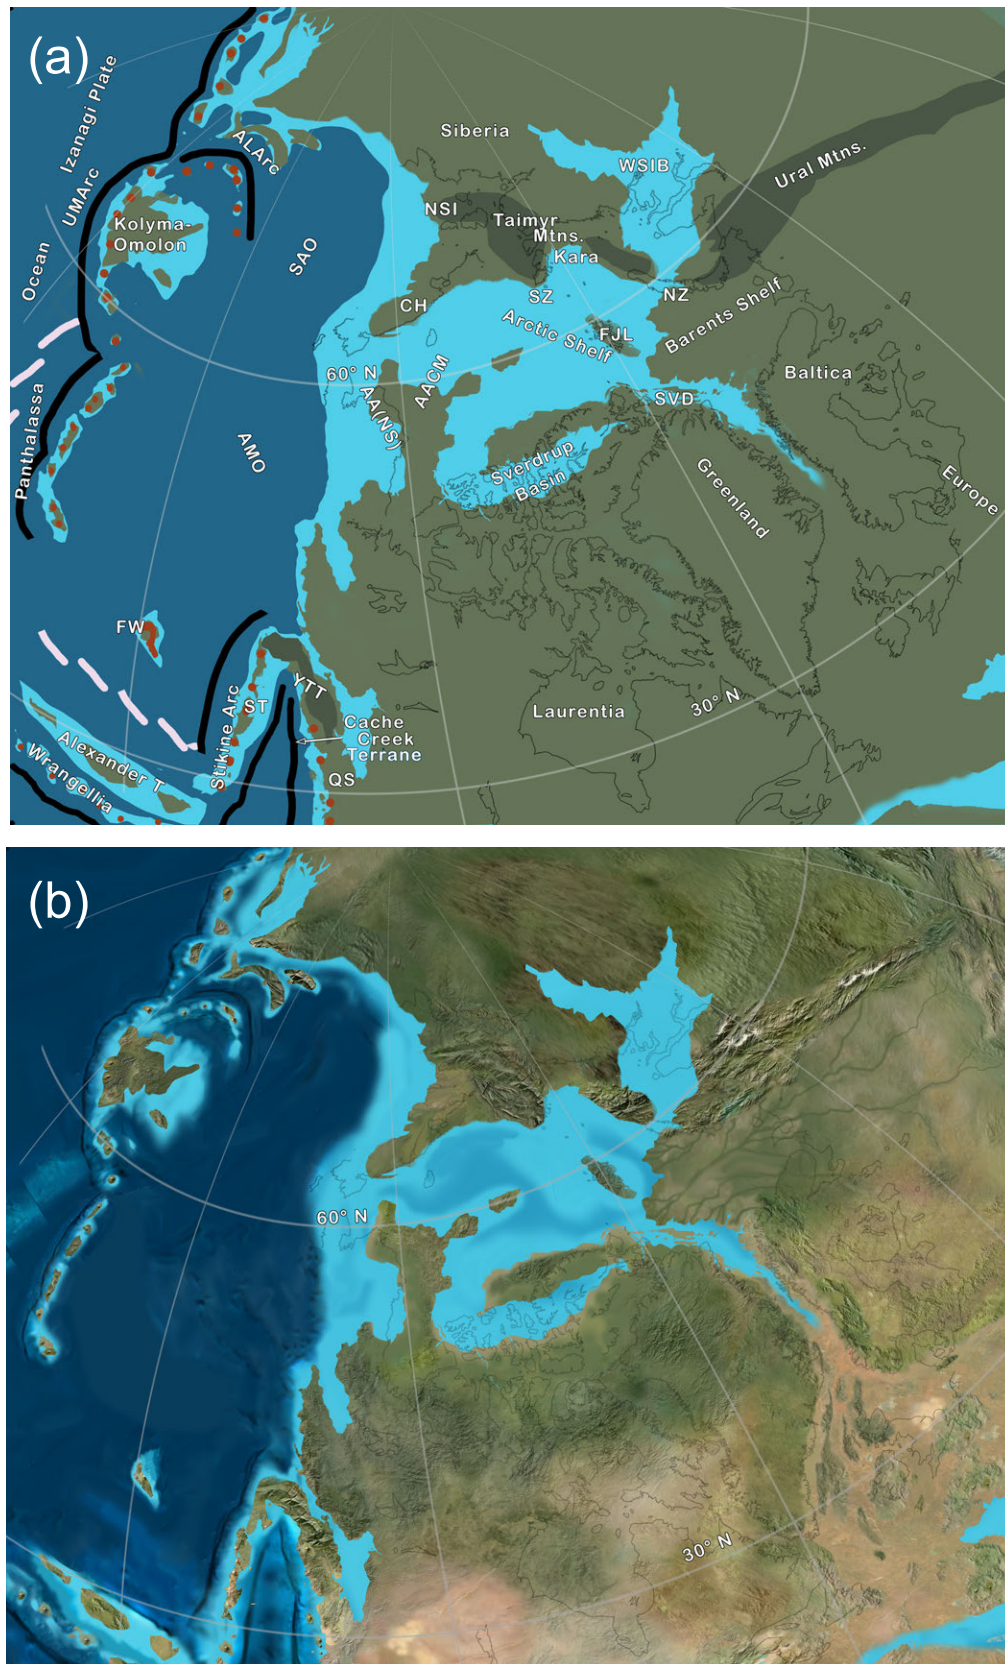 (a)
Izanagi Plate
UMArc
Ocean
Panthalassa
ALArc
Kolyma-
Omolon
SAO
Siberia
WSIB
Ural Mtns.
NSI
Taimyr
Mtns.
Kara
CH
SZ
NZ
Arctic Shelf
FJL
Barents Shelf
60° N
AA(NS)
AACM
Baltica
SVD
AMO
Sverdrup
Basin
Greenland
Europe
FW
YTT
ST
Stikine Arc
Cache
Creek
Terrane
QS
Alexander T
Wrangellia
Laurentia
30° N
(b)
60° N
30° N